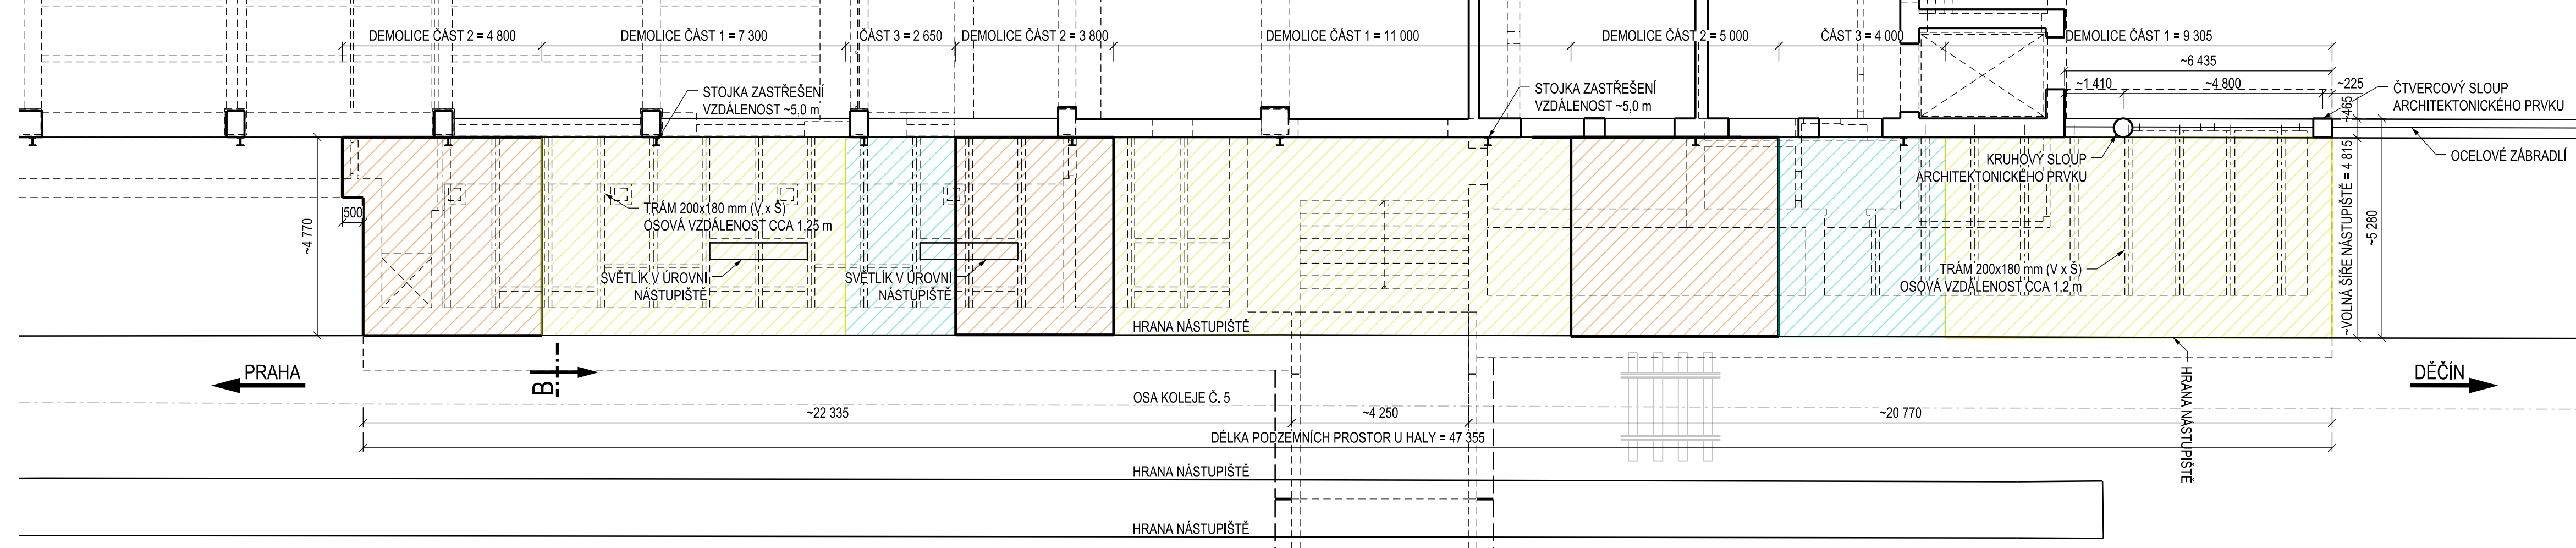 DEMOLICE ČÁST 2 = 4 800
DEMOLICE ČÁST 1 = 7 300
ČÁST 3 = 2 650
DEMOLICE ČÁST 2 = 3 800
DEMOLICE ČÁST 1 = 11 000
DEMOLICE ČÁST 2 = 5 000
ČÁST 3 = 4 000
DEMOLICE ČÁST 1 = 9 305
~6 435
~1 410
~4 800
~225
STOJKA ZASTŘEŠENÍ
VZDÁLENOST ~5,0 m
STOJKA ZASTŘEŠENÍ
VZDÁLENOST ~5,0 m
ČTVERCOVÝ SLOUP
ARCHITEKTONICKÉHO PRVKU
~465
OCELOVÉ ZÁBRADLÍ
KRUHOVÝ SLOUP
ARCHITEKTONICKÉHO PRVKU
~VOLNÁ ŠÍŘE NÁSTUPIŠTĚ = 4 815
~5 280
~4 770
500
TRÁM 200x180 mm (V x Š)
OSOVÁ VZDÁLENOST CCA 1,25 m
SVĚTLÍK V ÚROVNI
NÁSTUPIŠTĚ
SVĚTLÍK V ÚROVNI
NÁSTUPIŠTĚ
TRÁM 200x180 mm (V x Š)
OSOVÁ VZDÁLENOST CCA 1,2 m
HRANA NÁSTUPIŠTĚ
PRAHA
B
DĚČÍN
HRANA NÁSTUPIŠTĚ
OSA KOLEJE Č. 5
~22 335
~4 250
~20 770
DÉLKA PODZEMNÍCH PROSTOR U HALY = 47 355
HRANA NÁSTUPIŠTĚ
HRANA NÁSTUPIŠTĚ